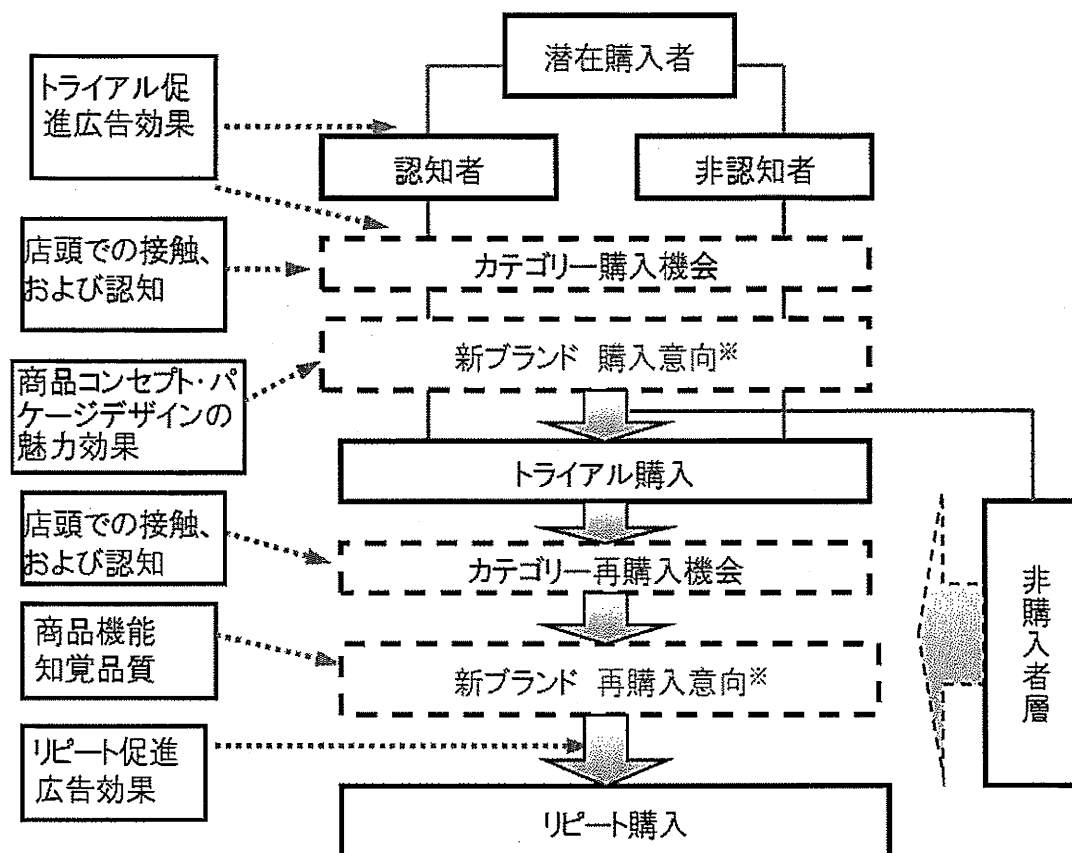 潜在購入者
トライアル促
進広告効果
認知者
非認知者
店頭での接触、
および認知
カテゴリー購入機会
新ブランド 購入意向※
商品コンセプト・パ
ケージデザインの
魅力効果
トライアル購入
店頭での接触、
および認知
カテゴリー再購入機会
非購入者層
商品機能
知覚品質
新ブランド 再購入意向※
リピート促進
広告効果
リピート購入